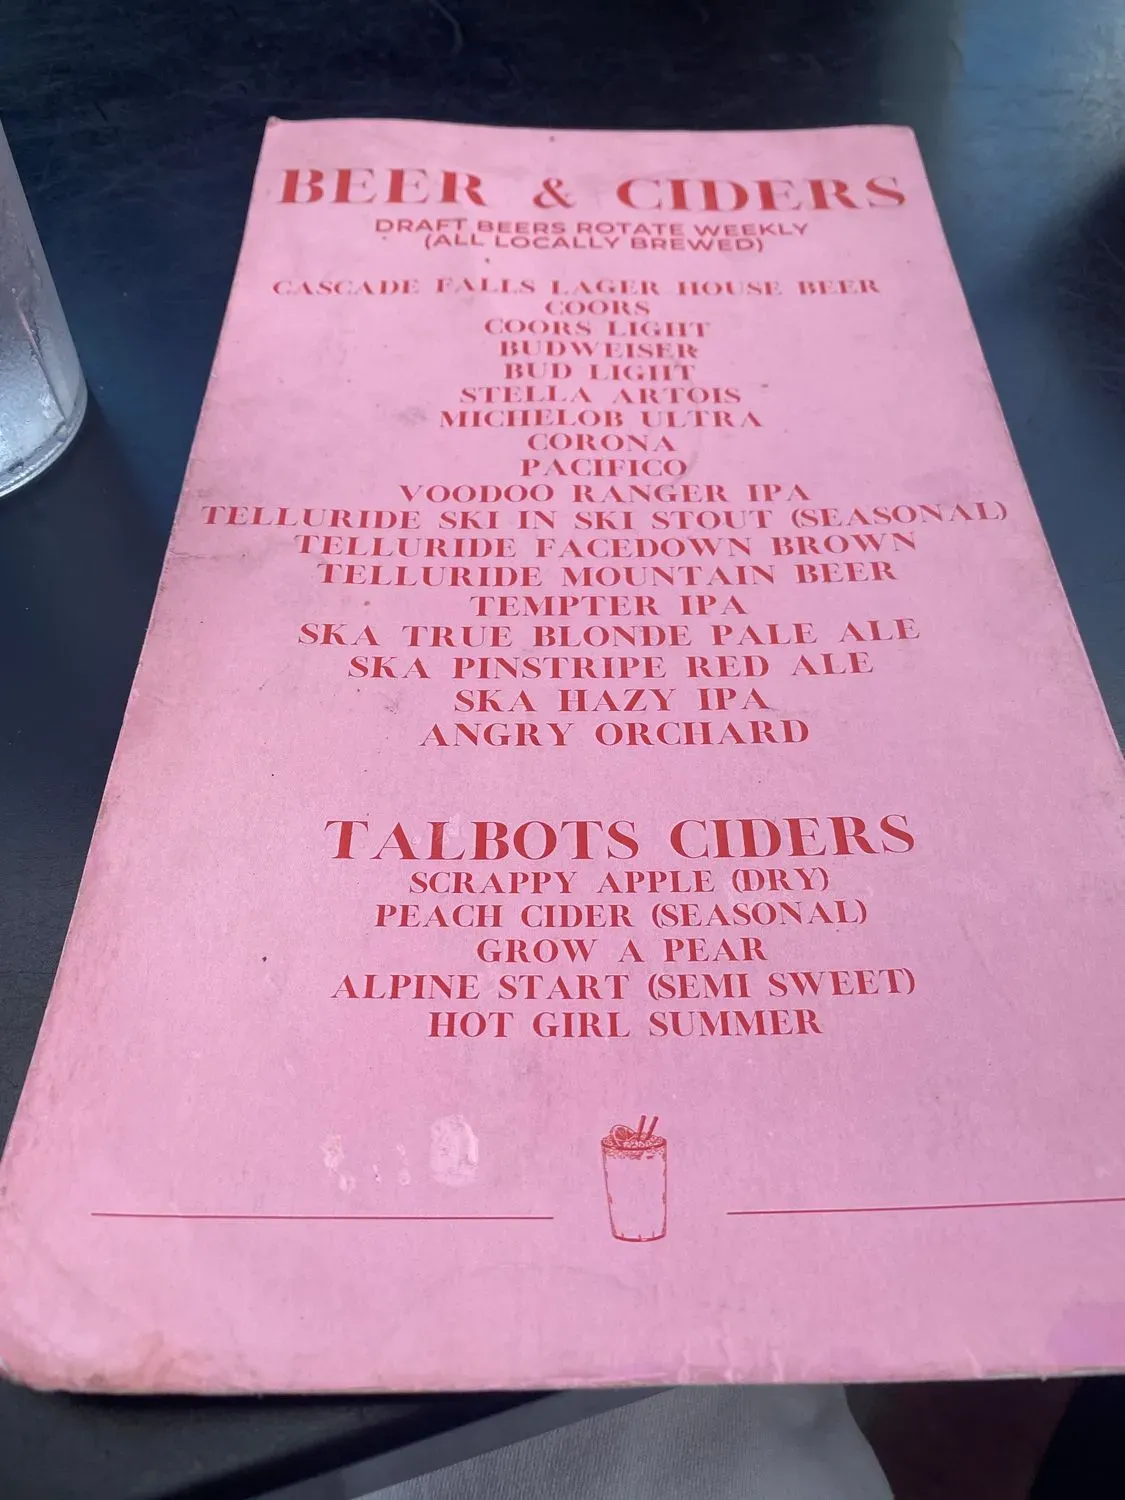 BEER & CIDERS
DRAFT BEERS ROTATE WEEKLY
(ALL LOCALLY BREWED)
CASCADE FALLS LAGER HOUSE BEER
COORS
COORS LIGHT
BUDWEISER
BUD LIGHT
STELLA ARTOIS
MICHELOB ULTRA
CORONA
PACIFICO
VOODOO RANGER IPA
TELLURIDE SKI IN SKI STOUT (SEASONAL)
TELLURIDE FACEDOWN BROWN
TELLURIDE MOUNTAIN BEER
TEMPTER IPA
SKA TRUE BLONDE PALE ALE
SKA PINSTRIPE RED ALE
SKA HAZY IPA
ANGRY ORCHARD
TALBOTS CIDERS
SCRAPPY APPLE (DRY)
PEACH CIDER (SEASONAL)
GROW A PEAR
ALPINE START (SEMI SWEET)
HOT GIRL SUMMER